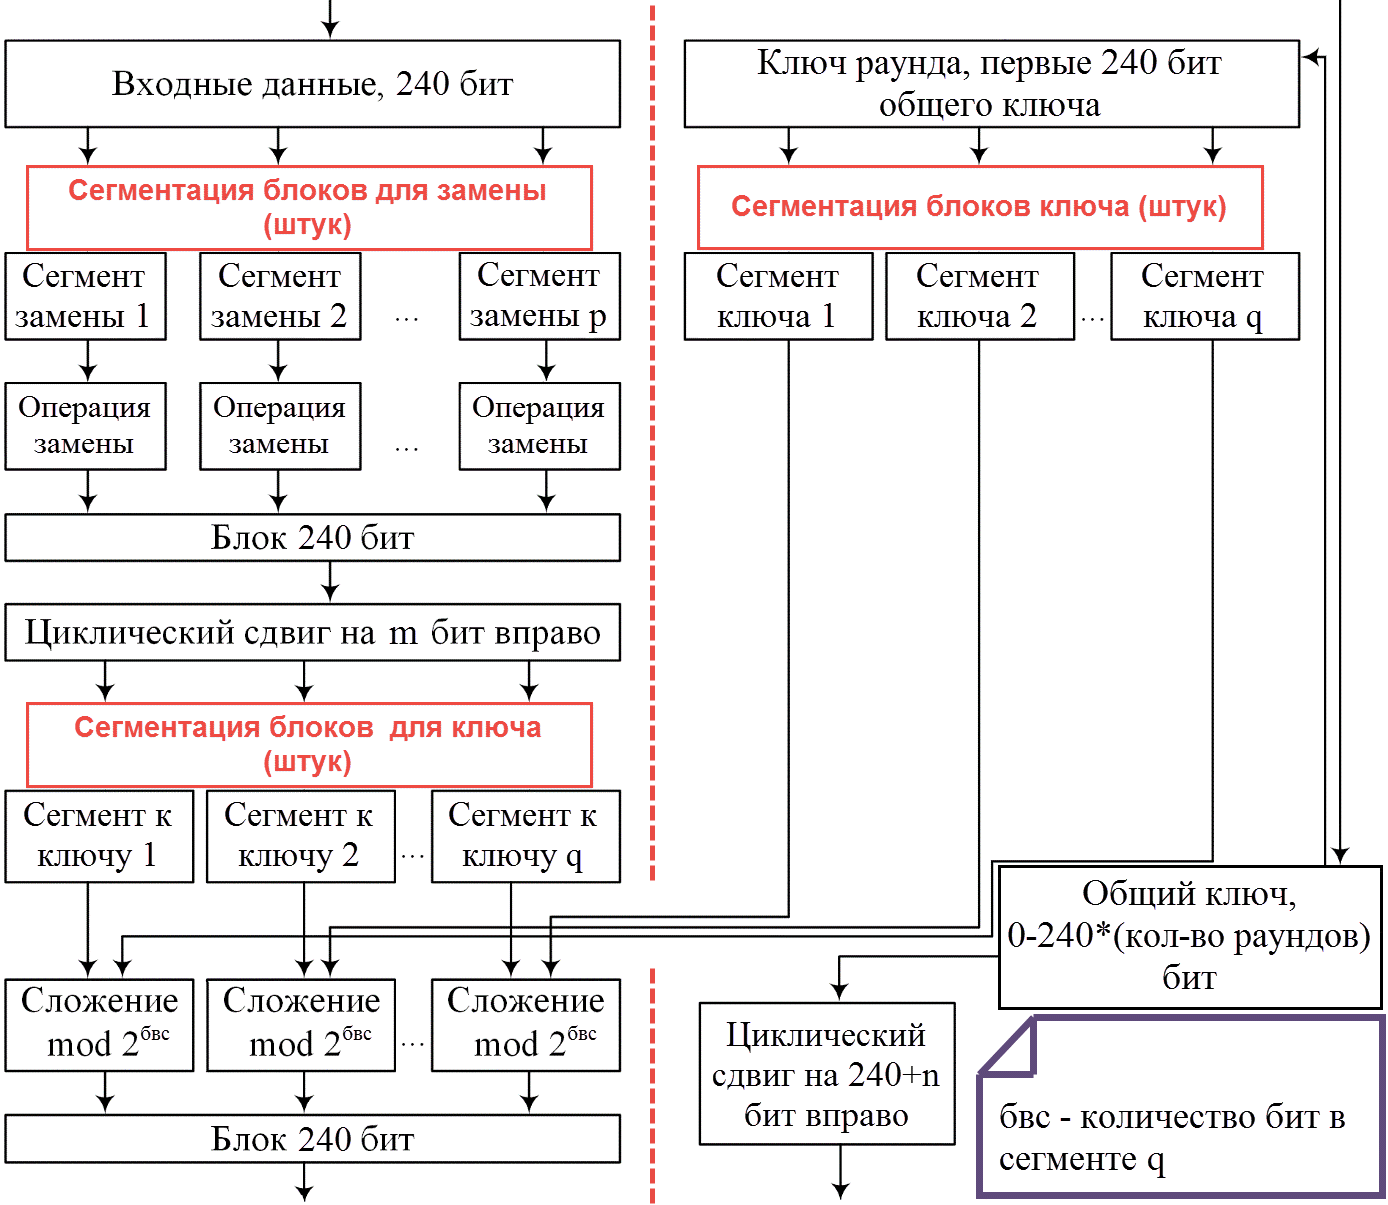 Входные данные, 240 бит
Ключ раунда, первые 240 бит
общего ключа
Сегментация блоков для замены
(штук)
Сегментация блоков ключа (штук)
Сегмент
замены 1
Сегмент
замены 2
...
Сегмент
замены p
Сегмент
ключа 1
Сегмент
ключа 2
...
Сегмент
ключа q
Операция
замены
Операция
замены
...
Операция
замены
Блок 240 бит
Циклический сдвиг на m бит вправо
Сегментация блоков для ключа
(штук)
Сегмент к
ключу 1
Сегмент к
ключу 2
...
Сегмент к
ключу q
Общий ключ,
0-240*(кол-во раундов)
бит
Сложение
mod 2^бвс
Сложение
mod 2^бвс
...
Сложение
mod 2^бвс
Циклический
сдвиг на 240+n
бит вправо
бвс - количество бит в
сегменте q
Блок 240 бит